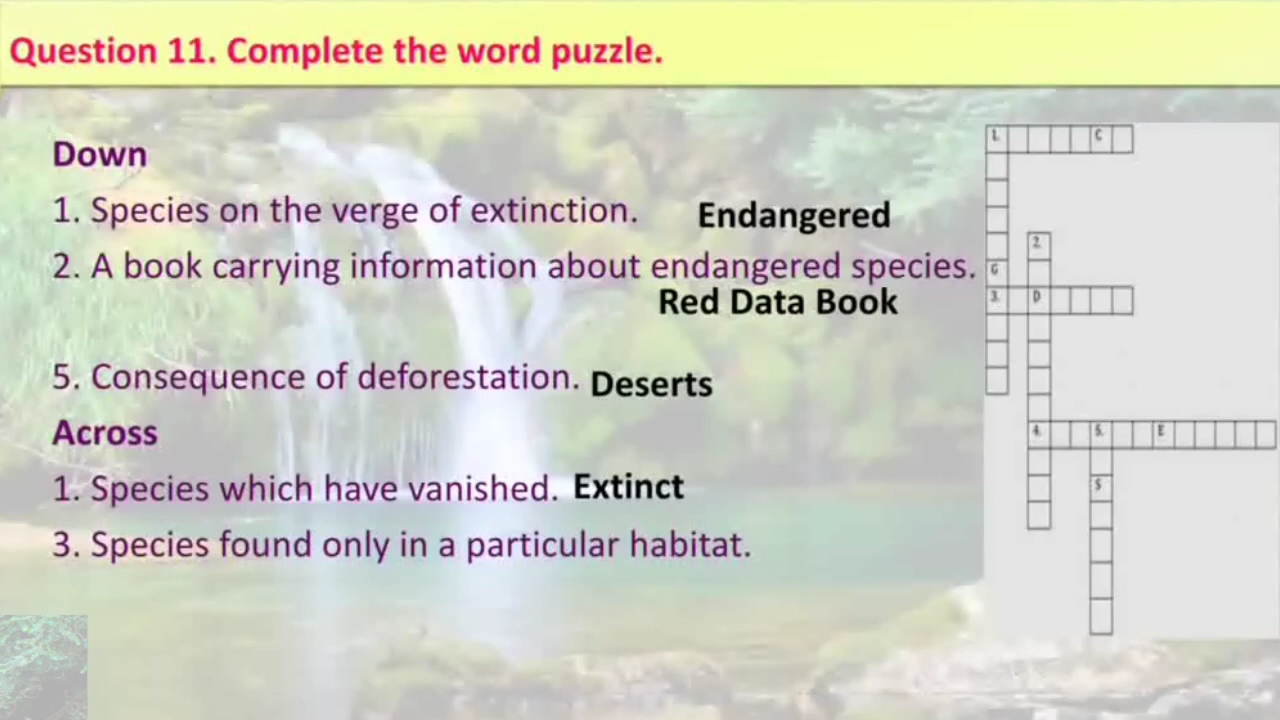 Question 11. Complete the word puzzle.
Down
1. Species on the verge of extinction. Endangered
2. A book carrying information about endangered species.
Red Data Book
5. Consequence of deforestation. Deserts
Across
1. Species which have vanished. Extinct
3. Species found only in a particular habitat.
1. C
2.
G
3. D
4. 5. E
S